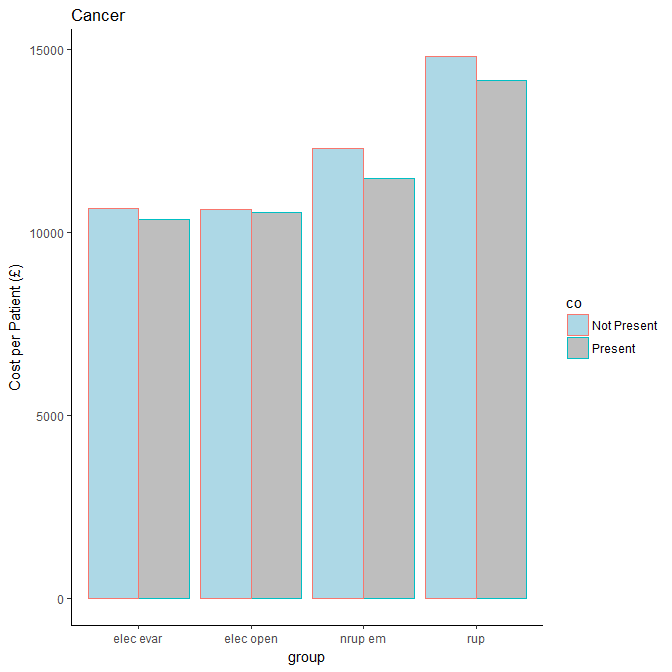 Cancer
15000
10000
5000
0
Cost per Patient (£)
elec evar
elec open
nrup em
rup
group
co
Not Present
Present